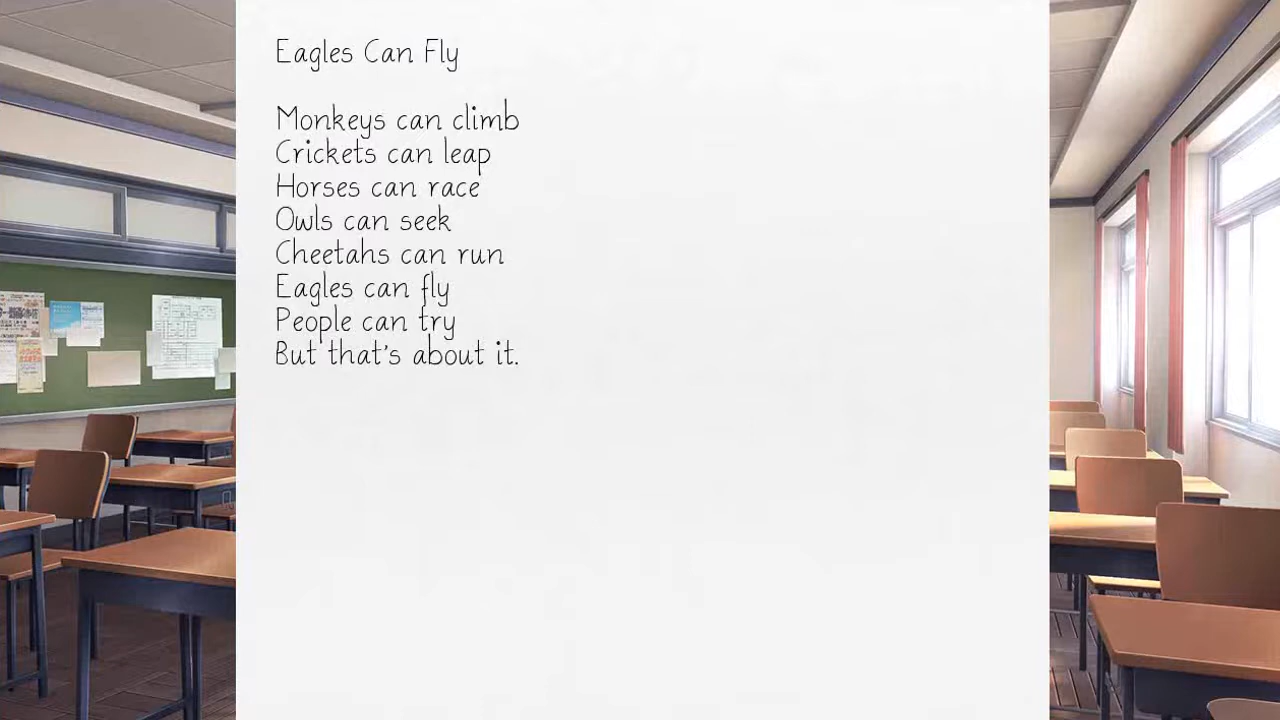 Eagles Can Fly
Monkeys can climb
Crickets can leap
Horses can race
Owls can seek
Cheetahs can run
Eagles can fly
People can try
But that's about it.